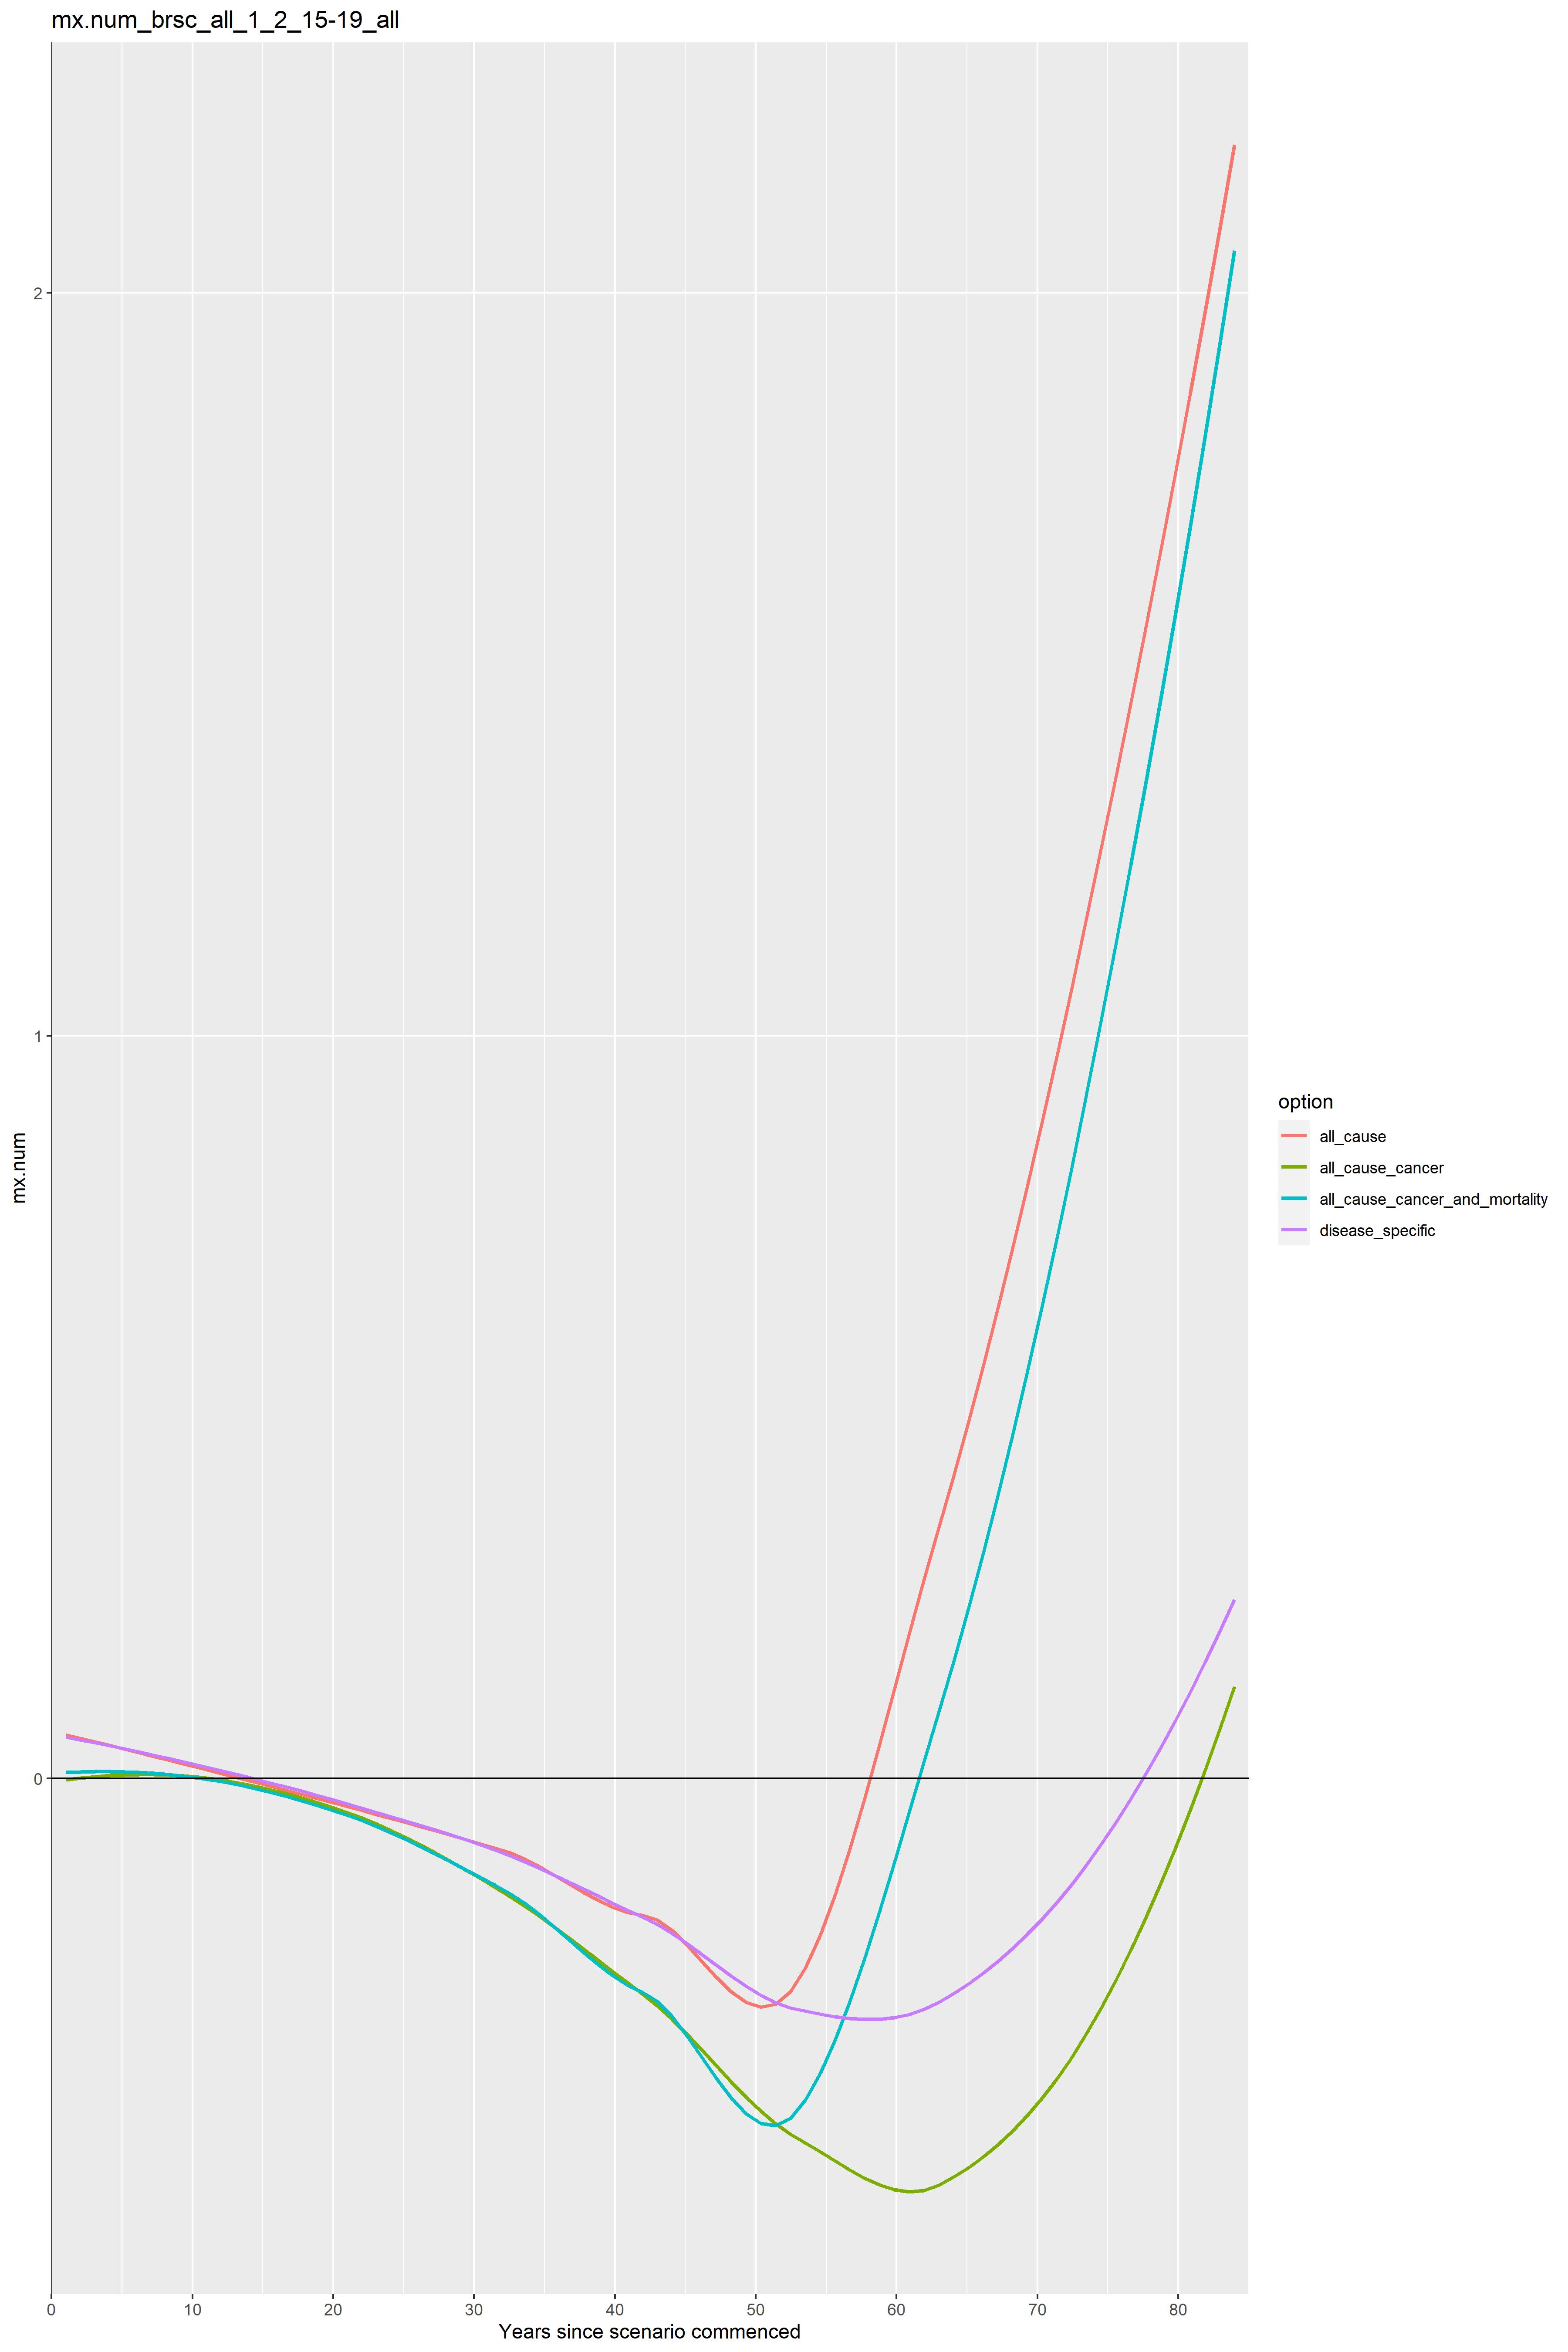 mx.num_brsc_all_1_2_15-19_all
2
1
0
mx.num
0 10 20 30 40 50 60 70 80
Years since scenario commenced
option
all_cause
all_cause_cancer
all_cause_cancer_and_mortality
disease_specific